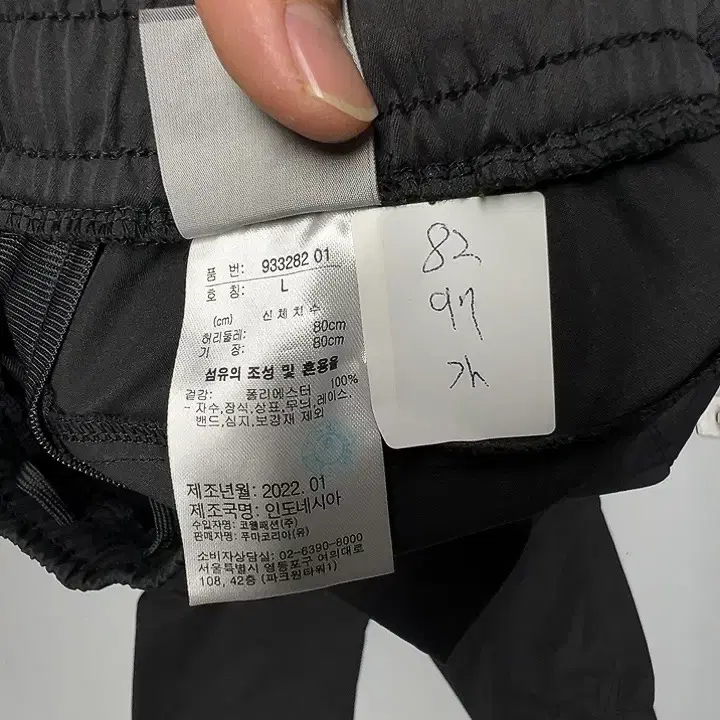 품 번: 933282 01
호 칭: L
(cm) 신체치수
허리둘레: 80cm
기 장: 80cm
섬유의 조성 및 혼용율
겉감: 폴리에스터 100%
- 자수,장식,상표,무늬,레이스,
밴드,심지,보강재 제외
제조년월: 2022. 01
제조국명: 인도네시아
수입자명: 코웰패션(주)
판매자명: 푸마코리아(유)
소비자상담실: 02-6390-8000
서울특별시 영등포구 여의대로
108, 42층 (파크원타워1)
82
97